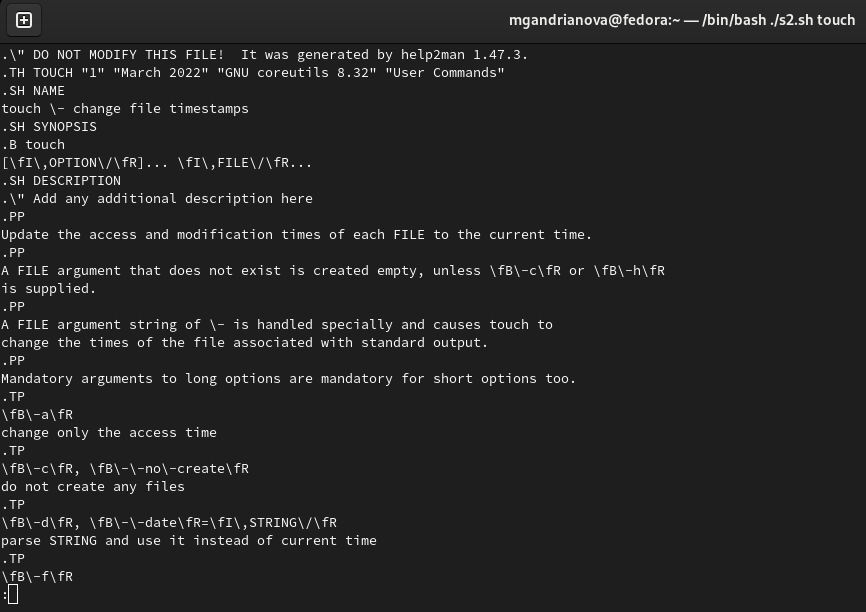 mgandrianova@fedora:~ — /bin/bash ./s2.sh touch
.\" DO NOT MODIFY THIS FILE!  It was generated by help2man 1.47.3.
.TH TOUCH "1" "March 2022" "GNU coreutils 8.32" "User Commands"
.SH NAME
touch \- change file timestamps
.SH SYNOPSIS
.B touch
[\fI\,OPTION\/\fR]... \fI\,FILE\/\fR...
.SH DESCRIPTION
.\" Add any additional description here
.PP
Update the access and modification times of each FILE to the current time.
.PP
A FILE argument that does not exist is created empty, unless \fB\-c\fR or \fB\-h\fR
is supplied.
.PP
A FILE argument string of \- is handled specially and causes touch to
change the times of the file associated with standard output.
.PP
Mandatory arguments to long options are mandatory for short options too.
.TP
\fB\-a\fR
change only the access time
.TP
\fB\-c\fR, \fB\-\-no\-create\fR
do not create any files
.TP
\fB\-d\fR, \fB\-\-date\fR=\fI\,STRING\/\fR
parse STRING and use it instead of current time
.TP
\fB\-f\fR
: